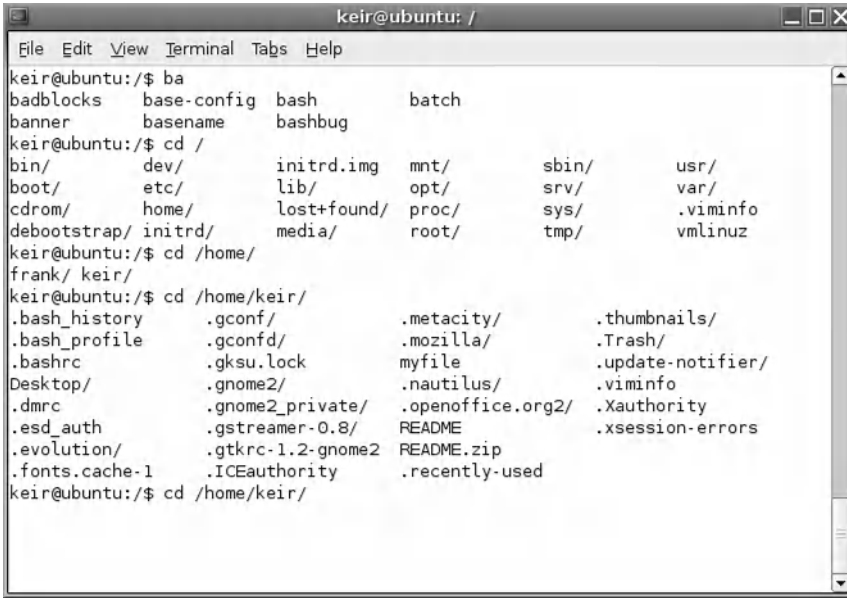 keir@ubuntu: /
File Edit View Terminal Tabs Help
keir@ubuntu:/$ ba
badblocks base-config bash batch
banner basename bashbug
keir@ubuntu:/$ cd /
bin/ dev/ initrd.img mnt/ sbin/ usr/
boot/ etc/ lib/ opt/ srv/ var/
cdrom/ home/ lost+found/ proc/ sys/ .viminfo
debootstrap/ initrd/ media/ root/ tmp/ vmlinuz
keir@ubuntu:/$ cd /home/
frank/ keir/
keir@ubuntu:/$ cd /home/keir/
.bash_history .gconf/ .metacity/ .thumbnails/
.bash_profile .gconfd/ .mozilla/ .Trash/
.bashrc .gksu.lock myfile .update-notifier/
Desktop/ .gnome2/ .nautilus/ .viminfo
.dmrc .gnome2_private/ .openoffice.org2/ .Xauthority
.esd_auth .gstreamer-0.8/ README .xsession-errors
.evolution/ .gtkrc-1.2-gnome2 README.zip
.fonts.cache-1 .ICEauthority .recently-used
keir@ubuntu:/$ cd /home/keir/